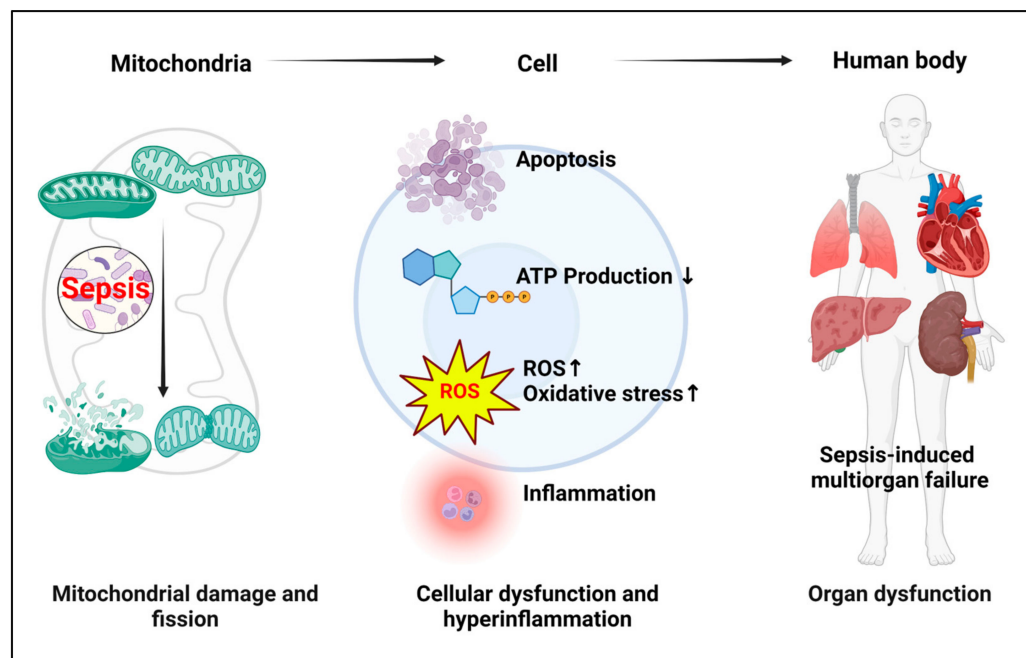 Mitochondria
Cell
Human body
Apoptosis
Sepsis
ATP Production ↓
P P P
ROS
ROS↑
Oxidative stress↑
Inflammation
Sepsis-induced
multiorgan failure
Mitochondrial damage and
fission
Cellular dysfunction and
hyperinflammation
Organ dysfunction